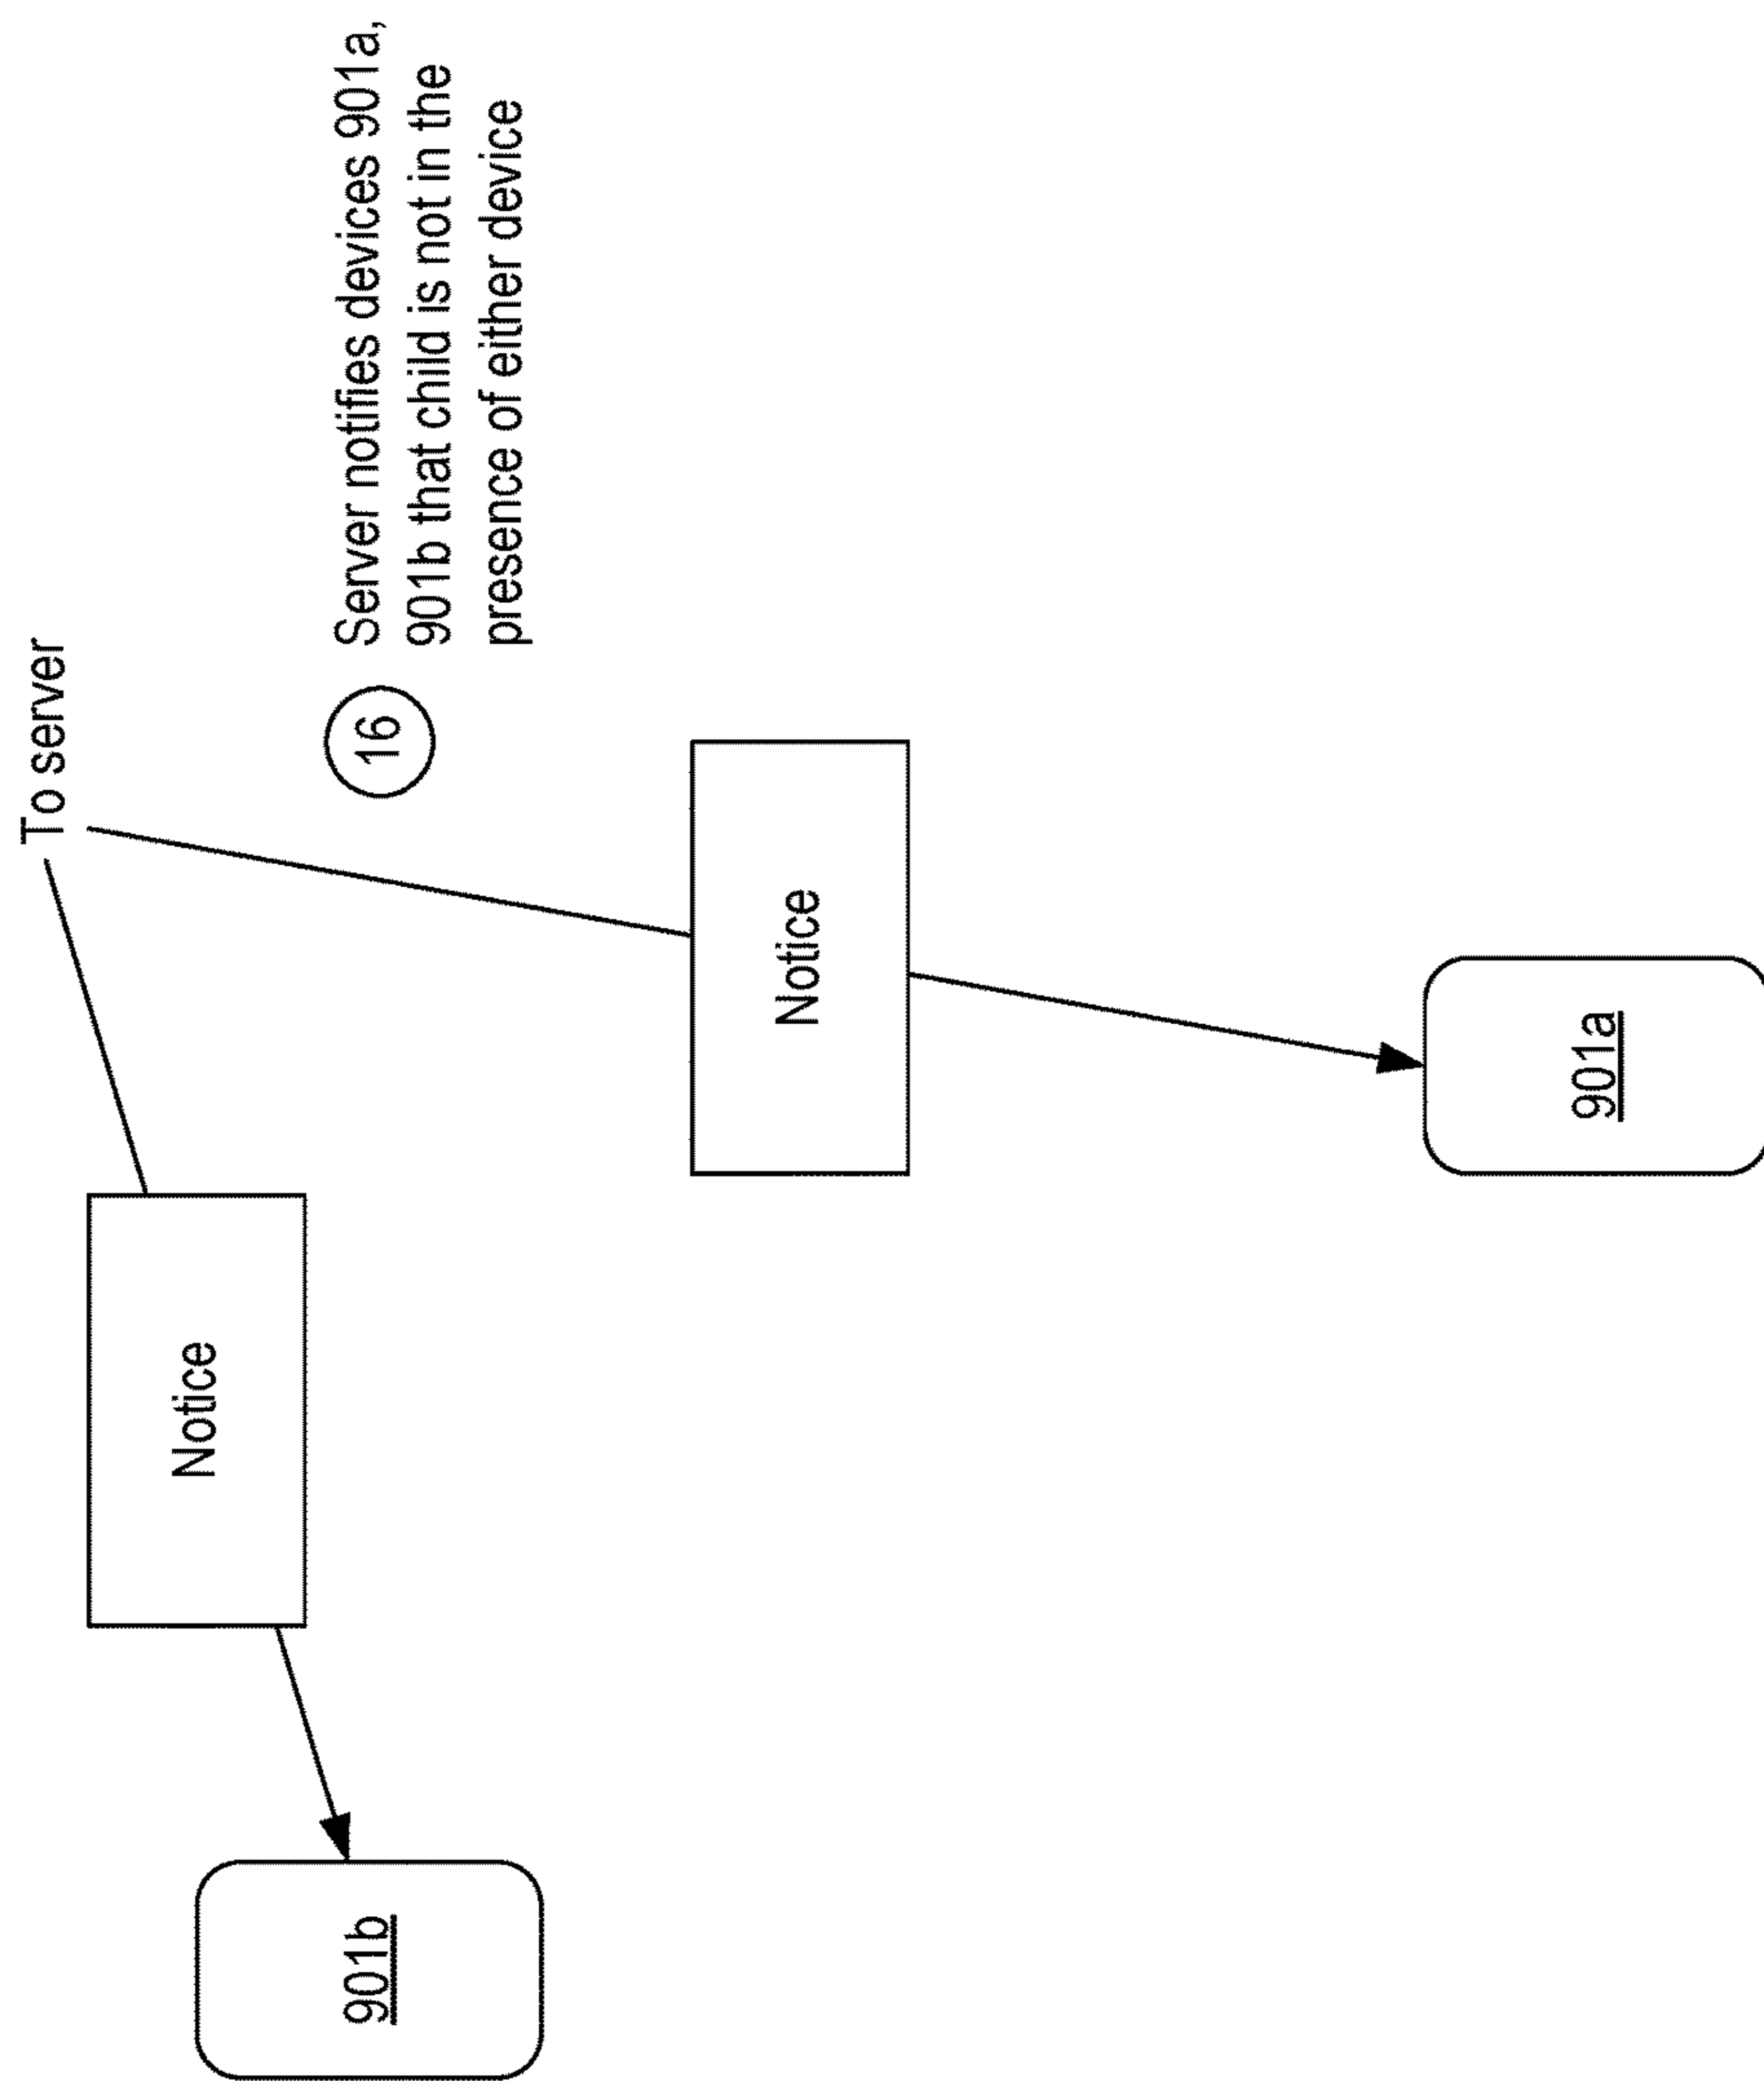 To server
Notice
901b
16
Server notifies devices 901a,
901b that child is not in the
presence of either device
Notice
901a